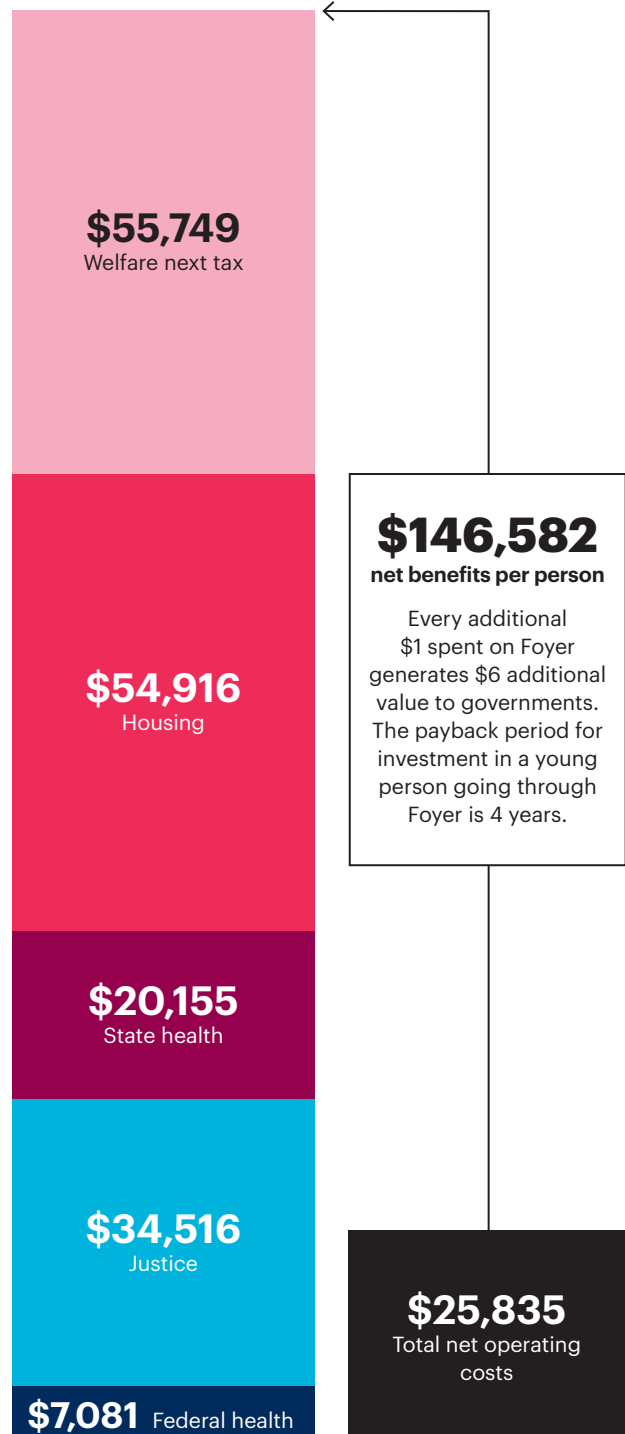 $55,749
Welfare next tax
$54,916
Housing
$20,155
State health
$34,516
Justice
$7,081 Federal health
$146,582
net benefits per person
Every additional
$1 spent on Foyer
generates $6 additional
value to governments.
The payback period for
investment in a young
person going through
Foyer is 4 years.
$25,835
Total net operating
costs